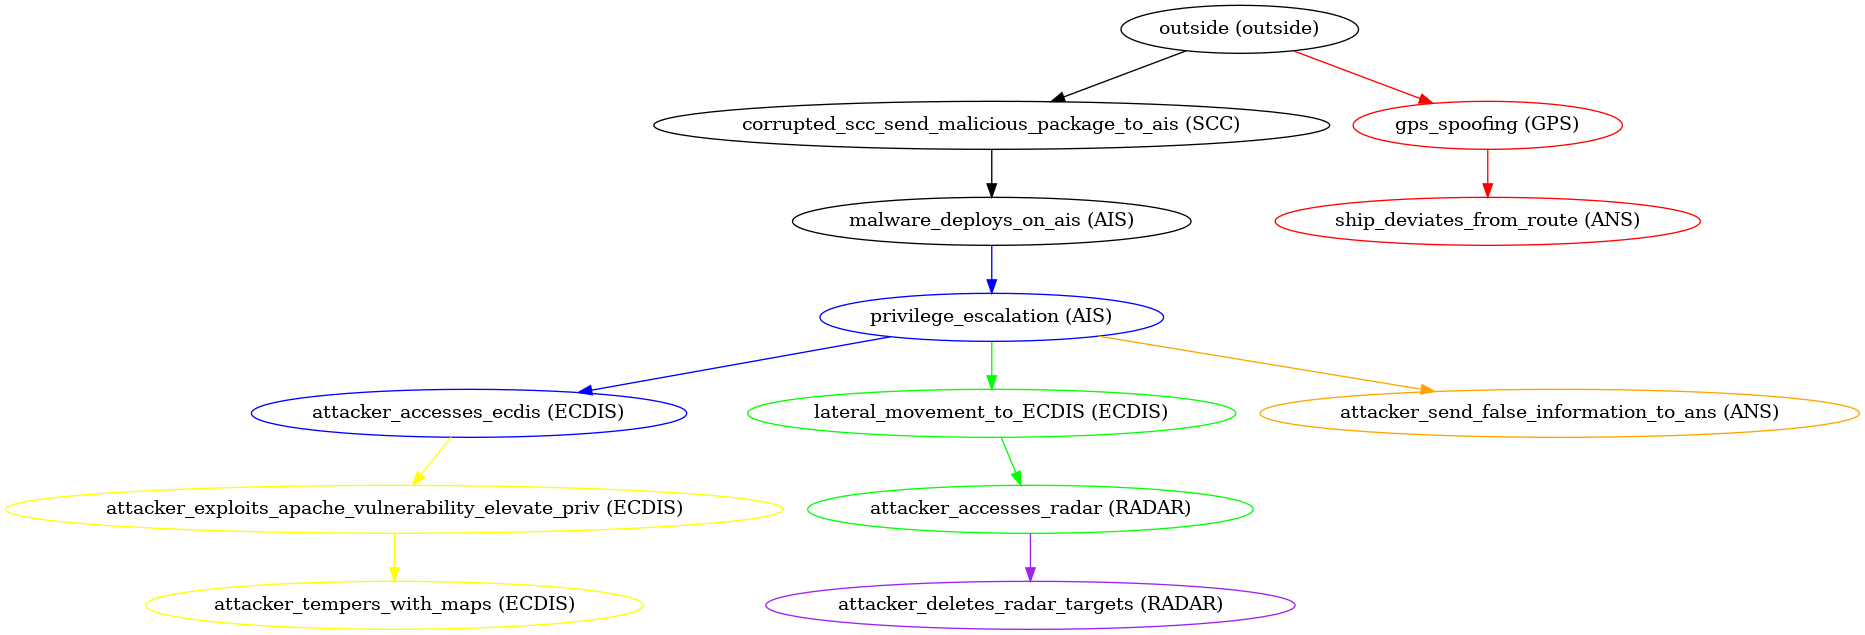 outside (outside)
corrupted_scc_send_malicious_package_to_ais (SCC)
gps_spoofing (GPS)
malware_deploys_on_ais (AIS)
ship_deviates_from_route (ANS)
privilege_escalation (AIS)
attacker_accesses_ecdis (ECDIS)
lateral_movement_to_ECDIS (ECDIS)
attacker_send_false_information_to_ans (ANS)
attacker_exploits_apache_vulnerability_elevate_priv (ECDIS)
attacker_accesses_radar (RADAR)
attacker_tempers_with_maps (ECDIS)
attacker_deletes_radar_targets (RADAR)